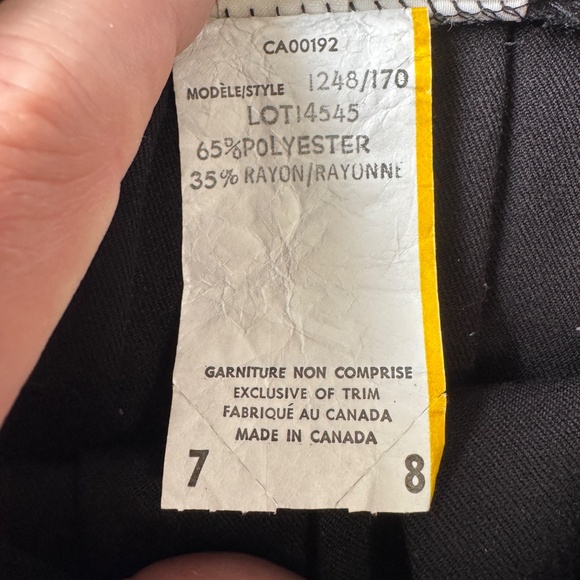 CA00192
MODÈLE/STYLE 1248/170
LOT14545
65%POLYESTER
35% RAYON/RAYONNE
GARNITURE NON COMPRISE
EXCLUSIVE OF TRIM
FABRIQUÉ AU CANADA
MADE IN CANADA
7 8